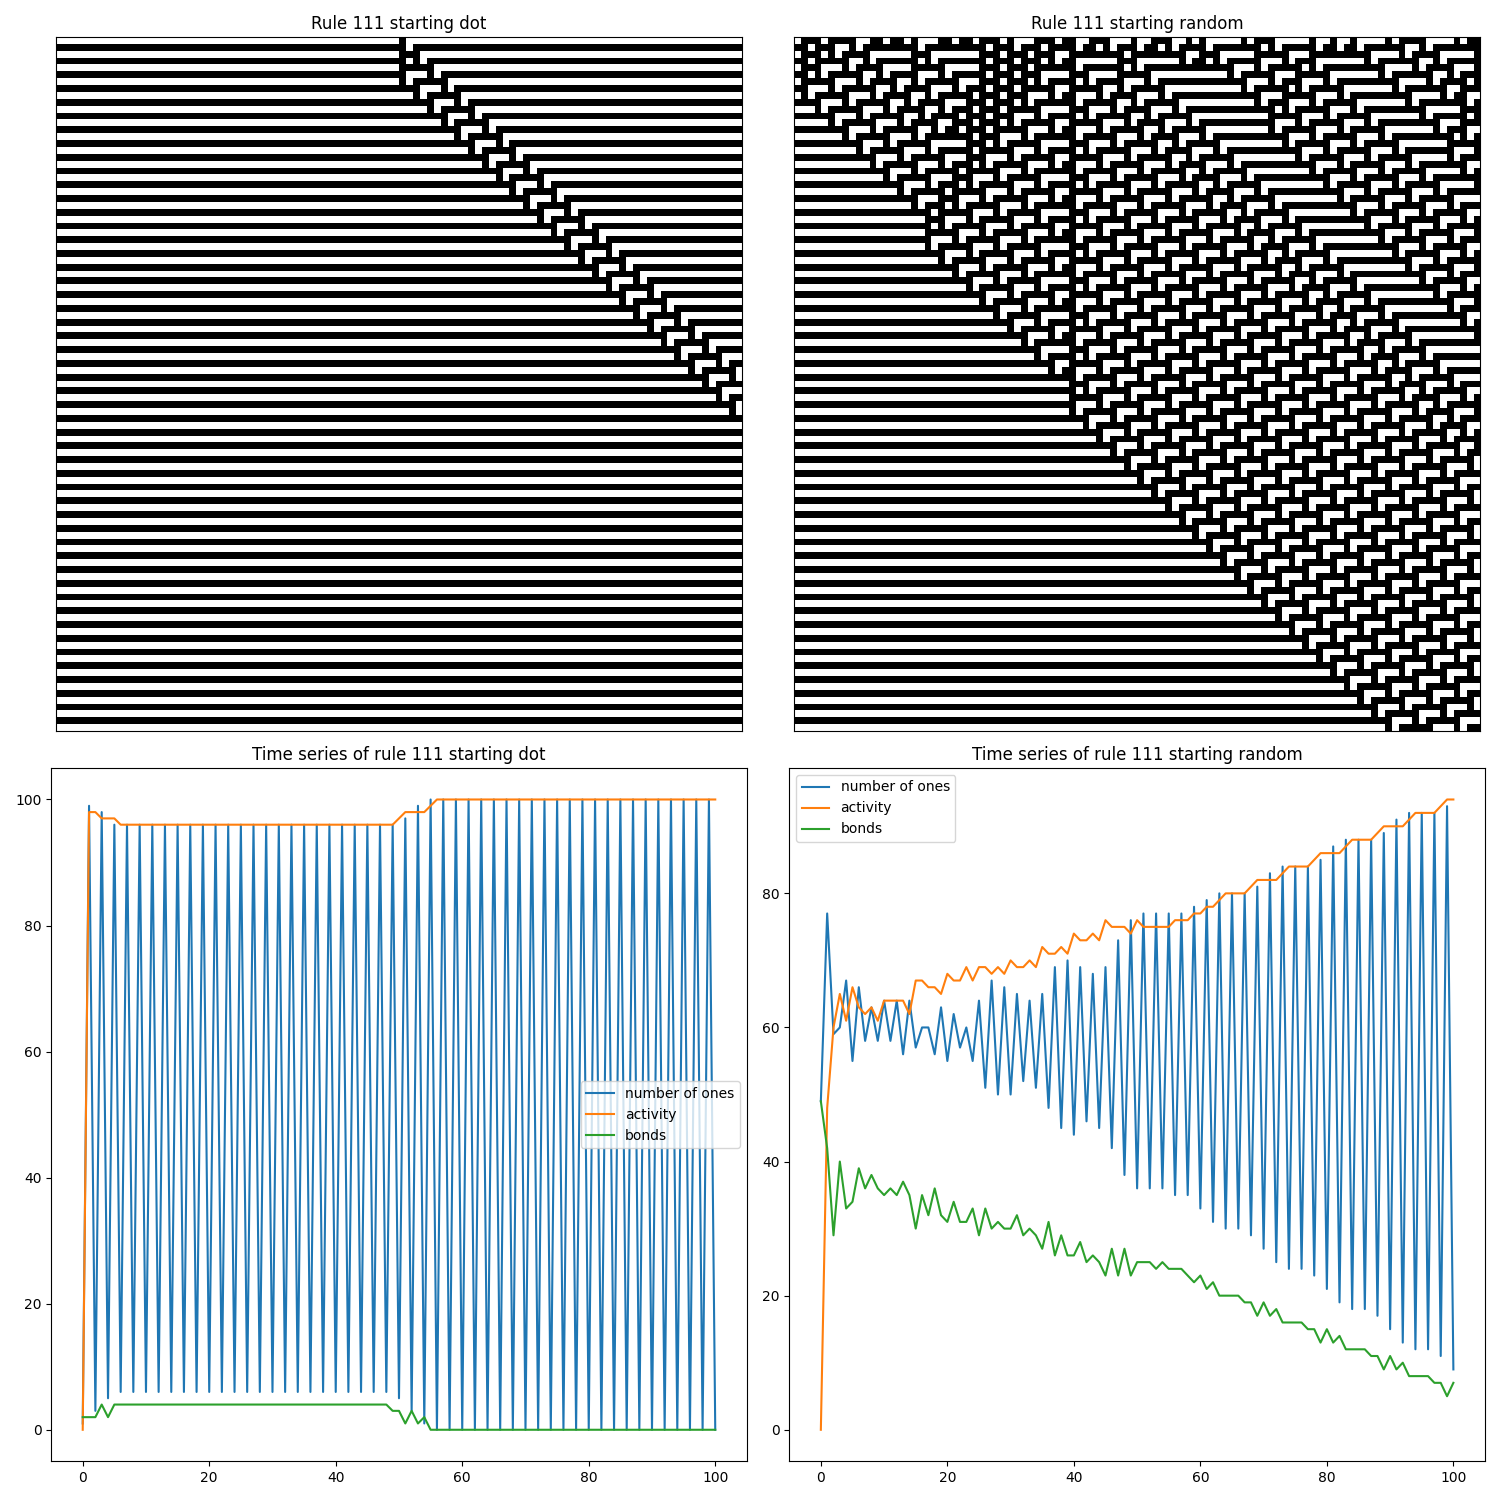 Rule 111 starting dot
Rule 111 starting random
Time series of rule 111 starting dot
100
80
60
40
20
0
0 20 40 60 80 100
number of ones
activity
bonds
Time series of rule 111 starting random
number of ones
activity
bonds
80
60
40
20
0
0 20 40 60 80 100